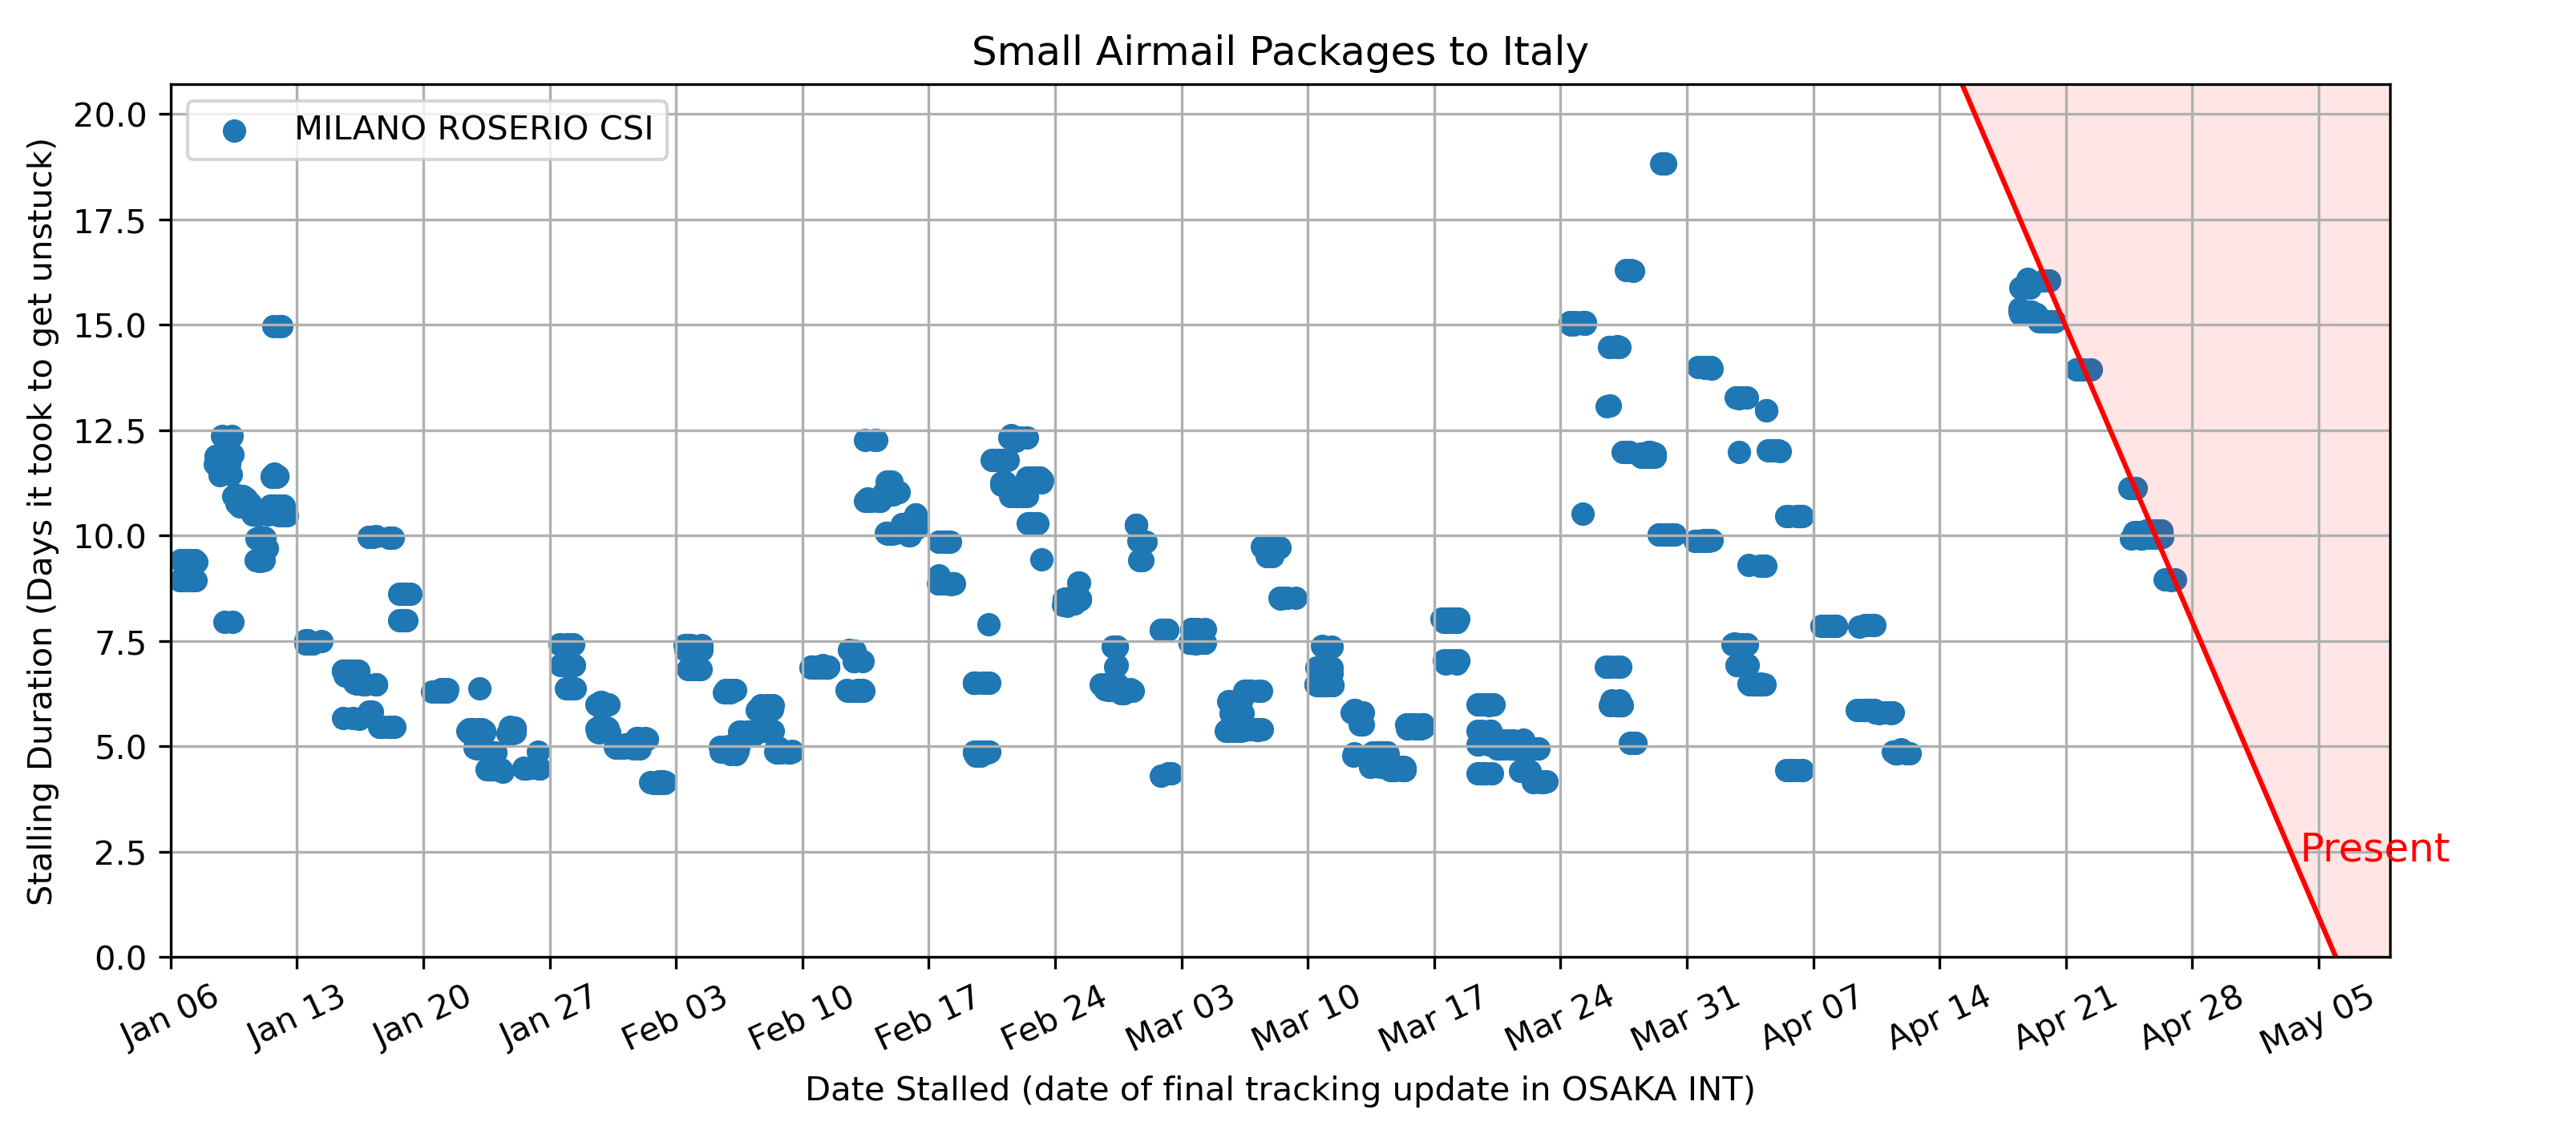 Small Airmail Packages to Italy
MILANO ROSERIO CSI
Stalling Duration (Days it took to get unstuck)
20.0
17.5
15.0
12.5
10.0
7.5
5.0
2.5
0.0
Present
Jan 06 Jan 13 Jan 20 Jan 27 Feb 03 Feb 10 Feb 17 Feb 24 Mar 03 Mar 10 Mar 17 Mar 24 Mar 31 Apr 07 Apr 14 Apr 21 Apr 28 May 05
Date Stalled (date of final tracking update in OSAKA INT)